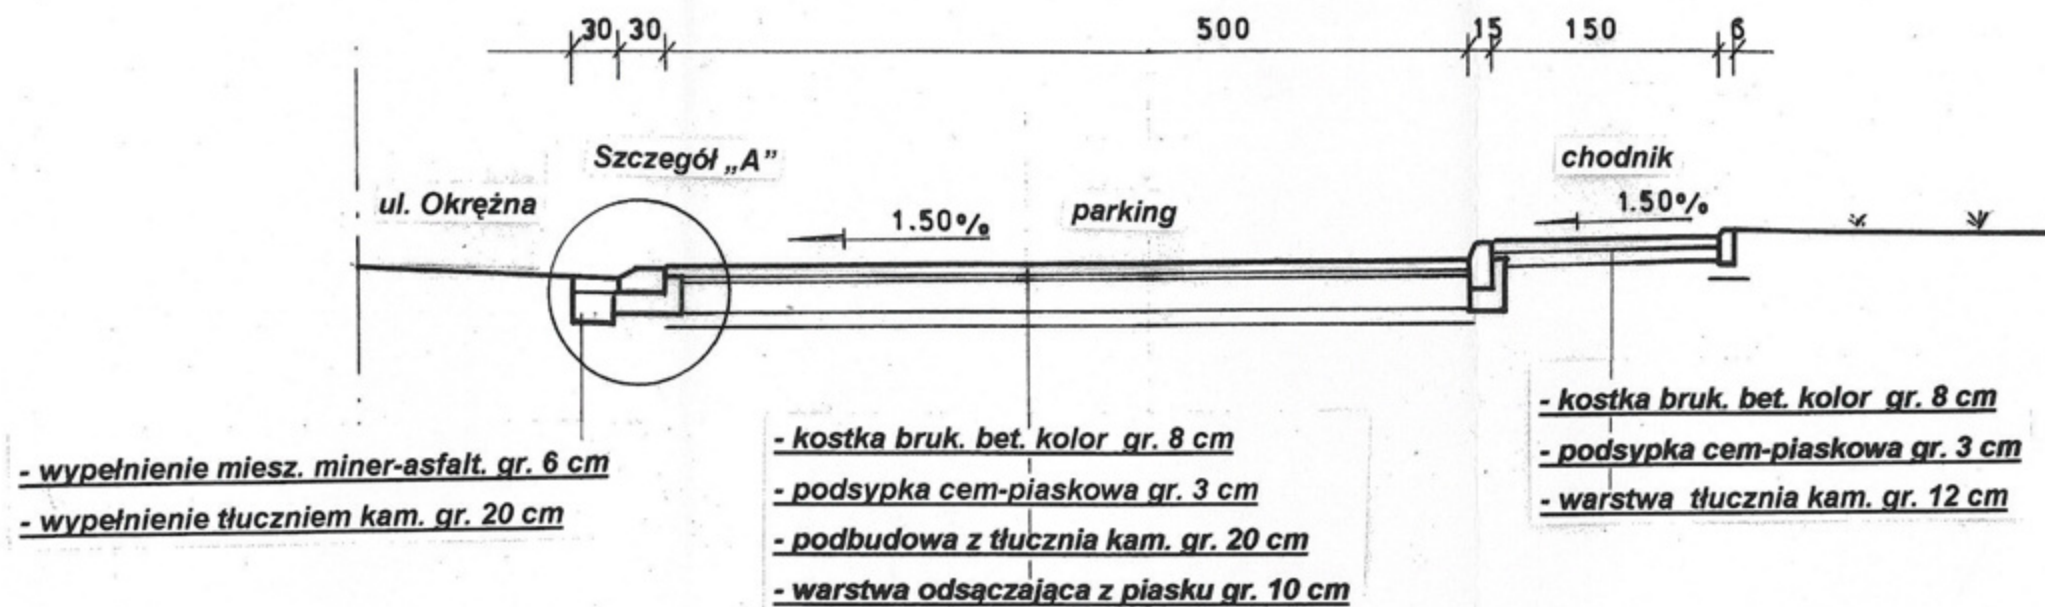 30 30 500 15 150 6
Szczegół „A”
chodnik
ul. Okrężna
1.50%
parking
1.50%
- wypełnienie miesz. miner-asfalt. gr. 6 cm
- wypełnienie tłuczniem kam. gr. 20 cm
- kostka bruk. bet. kolor gr. 8 cm
- podsypka cem-piaskowa gr. 3 cm
- podbudowa z tłucznia kam. gr. 20 cm
- warstwa odsączająca z piasku gr. 10 cm
- kostka bruk. bet. kolor gr. 8 cm
- podsypka cem-piaskowa gr. 3 cm
- warstwa tłucznia kam. gr. 12 cm